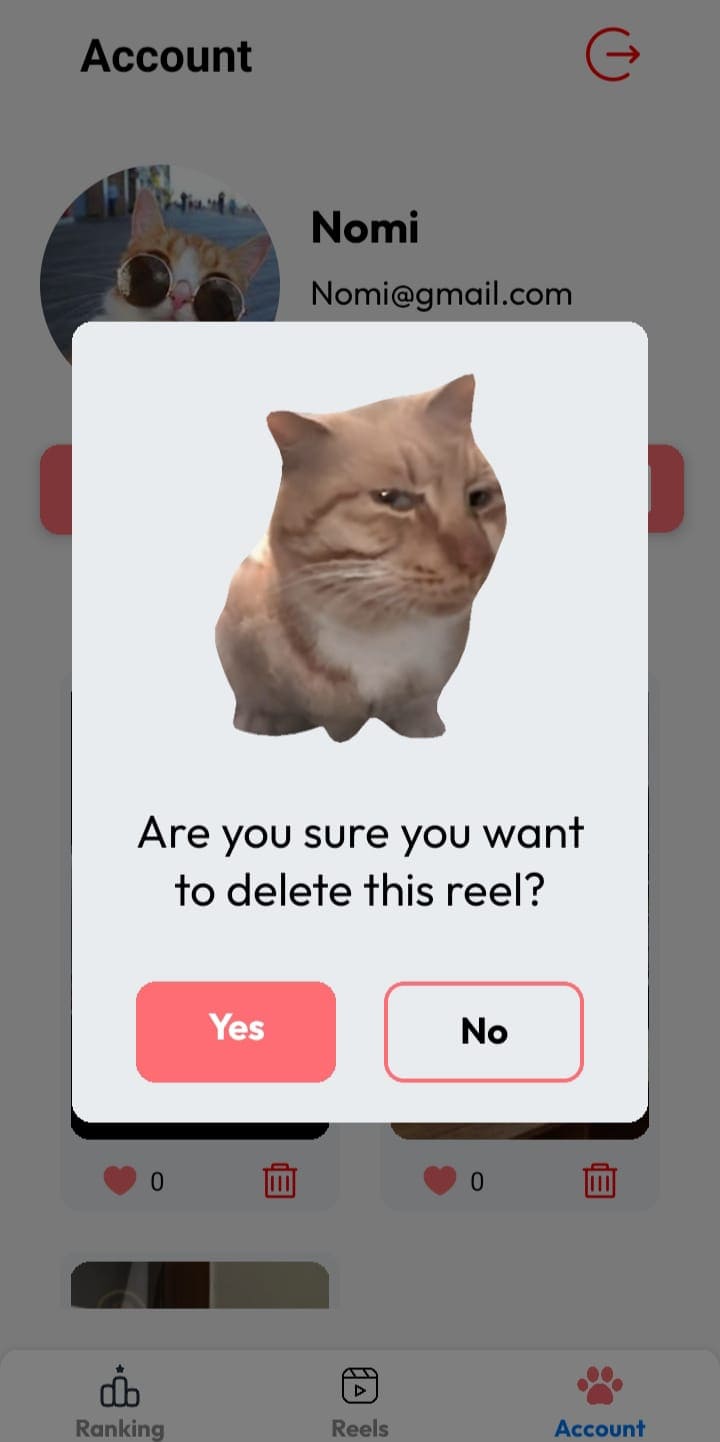 Account
Nomi
Nomi@gmail.com
Are you sure you want
to delete this reel?
Yes
No
0
0
Ranking
Reels
Account